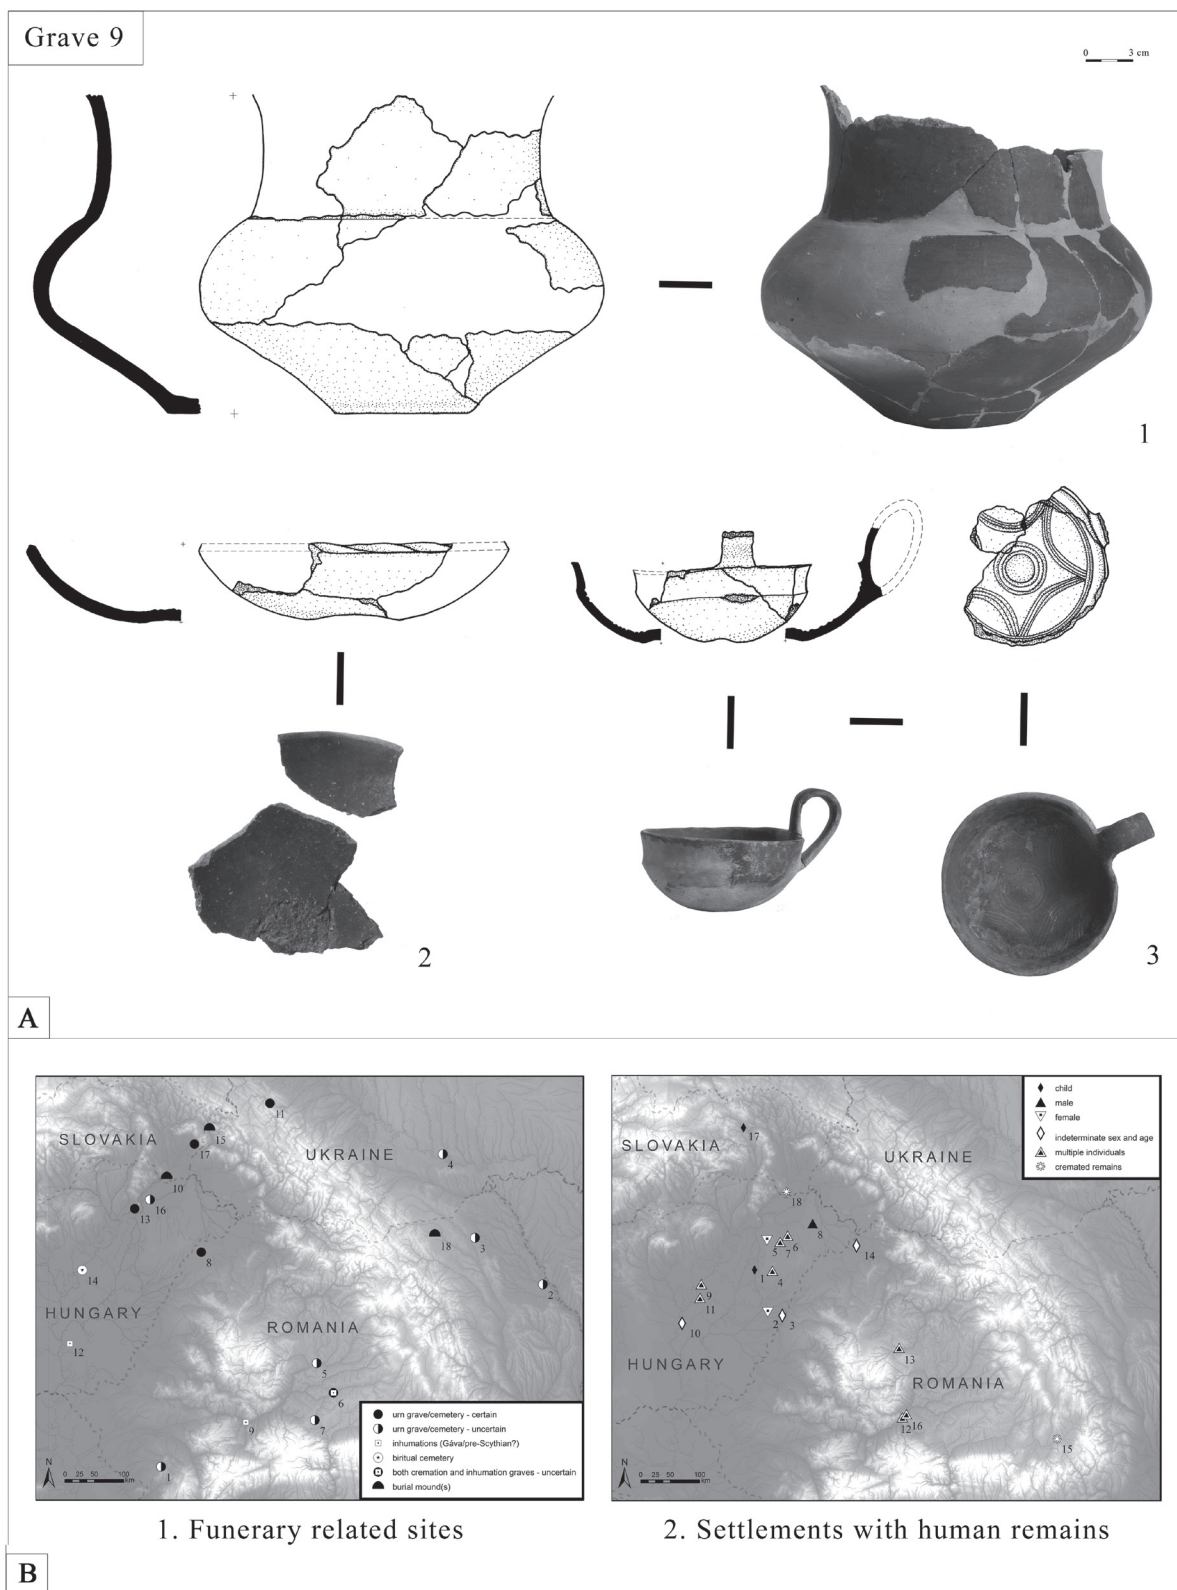 Grave 9
0 3 cm
1
2
3
A
SLOVAKIA
UKRAINE
HUNGARY
ROMANIA
11
15
17
4
10
16
13
18
3
8
14
2
12
5
6
9
7
1
N
0 25 50 75 100
km
urn grave/cemetery - certain
urn grave/cemetery - uncertain
inhumations (Gáva/pre-Scythian?)
biritual cemetery
both cremation and inhumation graves - uncertain
burial mound(s)
1. Funerary related sites
child
male
female
indeterminate sex and age
multiple individuals
cremated remains
SLOVAKIA
UKRAINE
HUNGARY
ROMANIA
17
18
8
5
7
6
14
1
4
9
11
10
2
3
13
12
16
15
N
0 25 50 75 100
km
2. Settlements with human remains
B